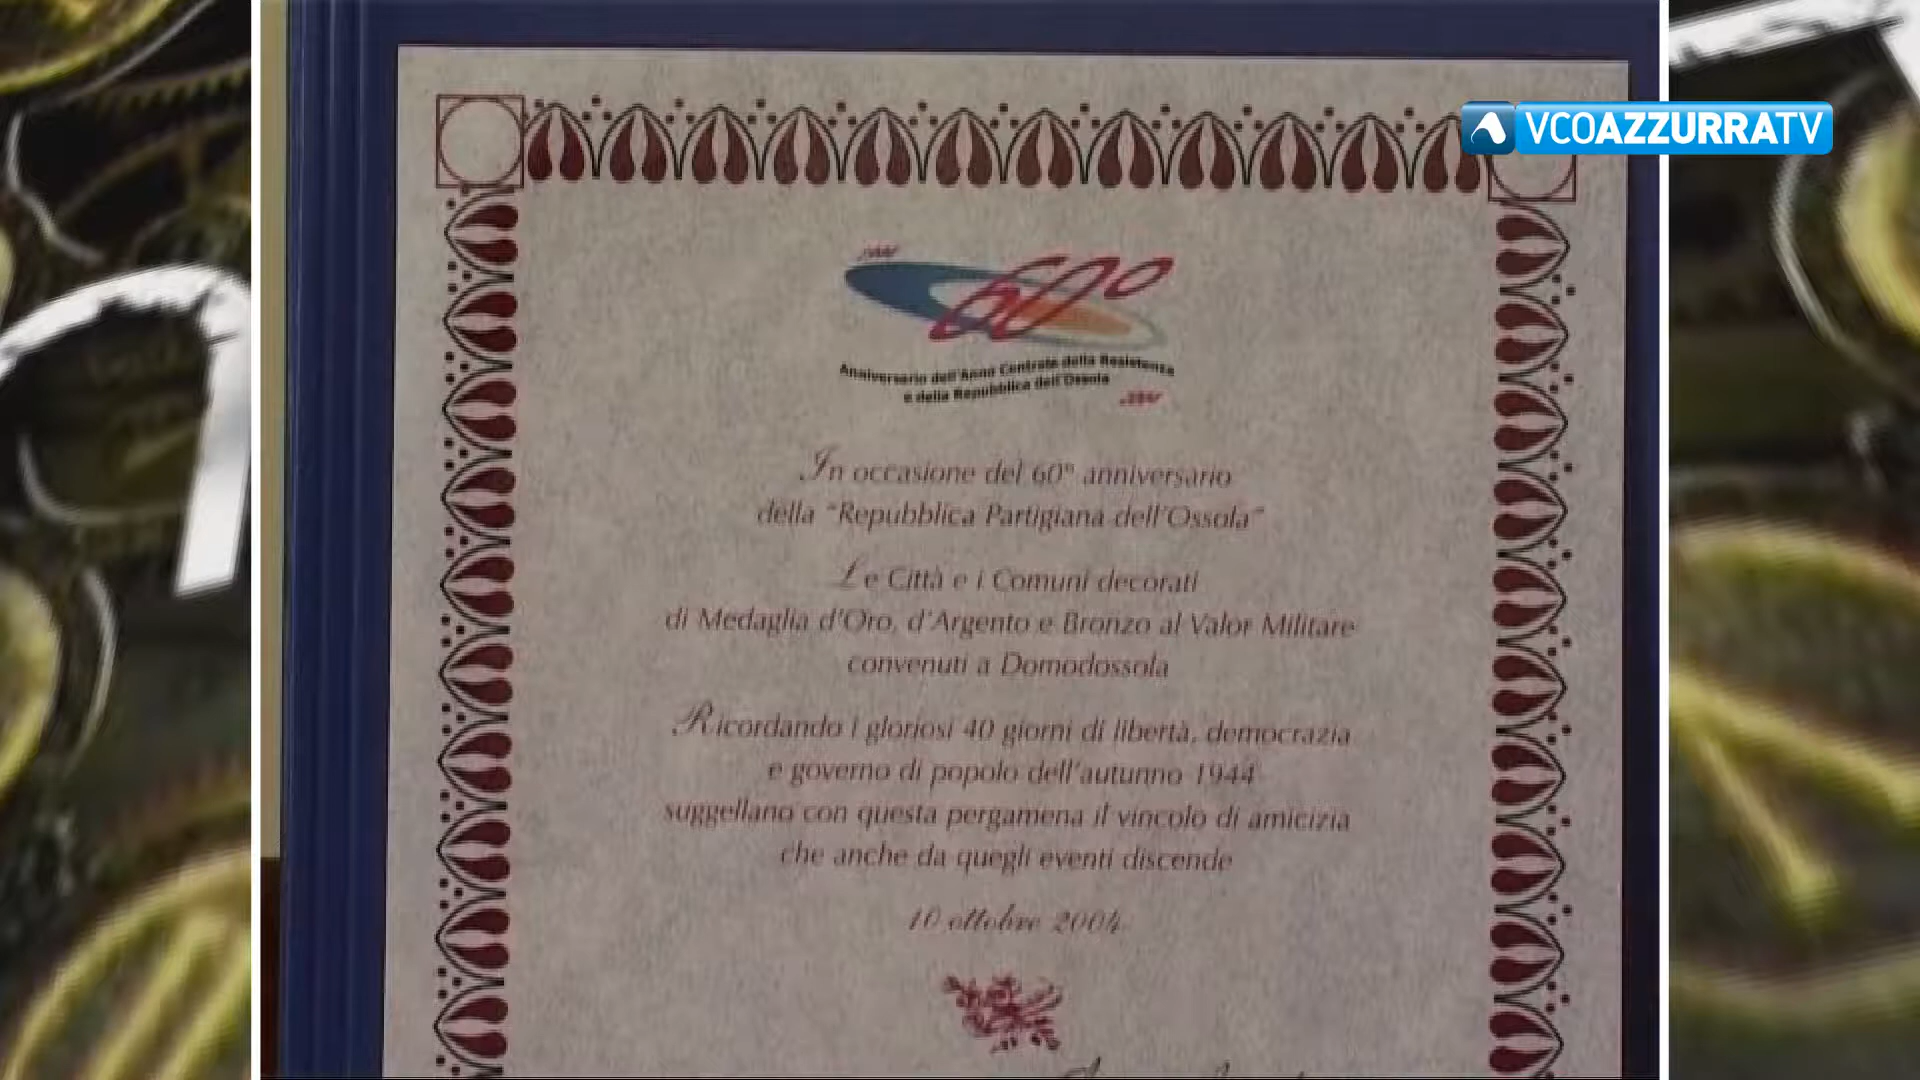 VCOAZZURRATV
60°
Anniversario dell'Anno Centrale della Resistenza
e della Repubblica dell'Ossola
In occasione del 60° anniversario
della "Repubblica Partigiana dell'Ossola"
Le Città e i Comuni decorati
di Medaglia d'Oro, d'Argento e Bronzo al Valor Militare
convenuti a Domodossola
Ricordando i gloriosi 40 giorni di libertà, democrazia
e governo di popolo dell'autunno 1944
suggellano con questa pergamena il vincolo di amicizia
che anche da quegli eventi discende
10 ottobre 2004